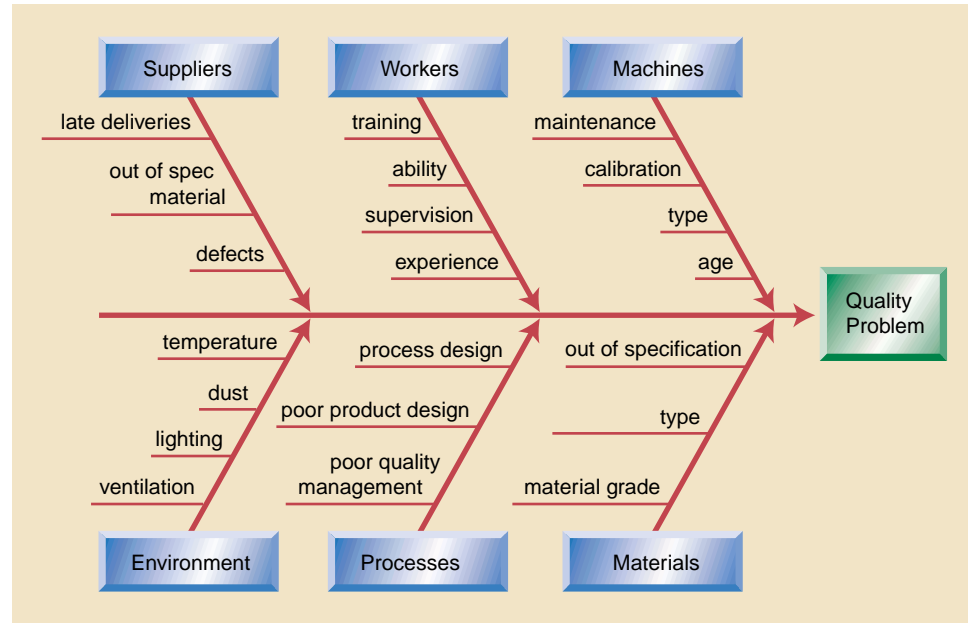 Suppliers
Workers
Machines
late deliveries
out of spec
material
defects
training
ability
supervision
experience
maintenance
calibration
type
age
Quality
Problem
temperature
dust
lighting
ventilation
process design
poor product design
poor quality
management
out of specification
type
material grade
Environment
Processes
Materials